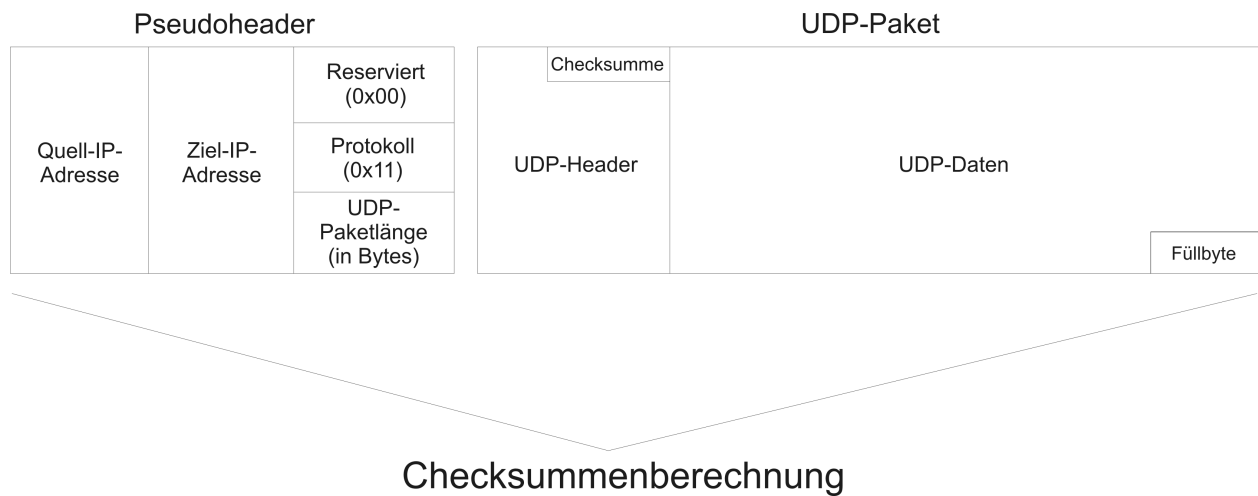 Pseudoheader
UDP-Paket
Quell-IP-
Adresse
Ziel-IP-
Adresse
Reserviert
(0x00)
Protokoll
(0x11)
UDP-
Paketlänge
(in Bytes)
Checksumme
UDP-Header
UDP-Daten
Füllbyte
Checksummenberechnung